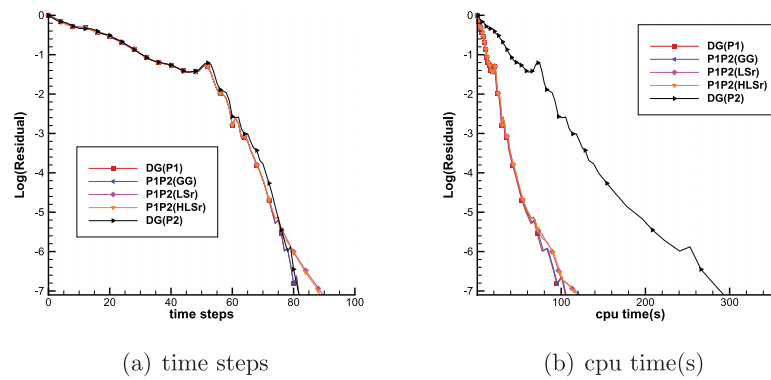 0
-1
-2
-3
-4
-5
-6
-7
Log(Residual)
DG(P1)
P1P2(GG)
P1P2(LSr)
P1P2(HLSr)
DG(P2)
0 20 40 60 80 100
time steps
(a) time steps
0
-1
-2
-3
-4
-5
-6
-7
Log(Residual)
DG(P1)
P1P2(GG)
P1P2(LSr)
P1P2(HLSr)
DG(P2)
100 200 300
cpu time(s)
(b) cpu time(s)